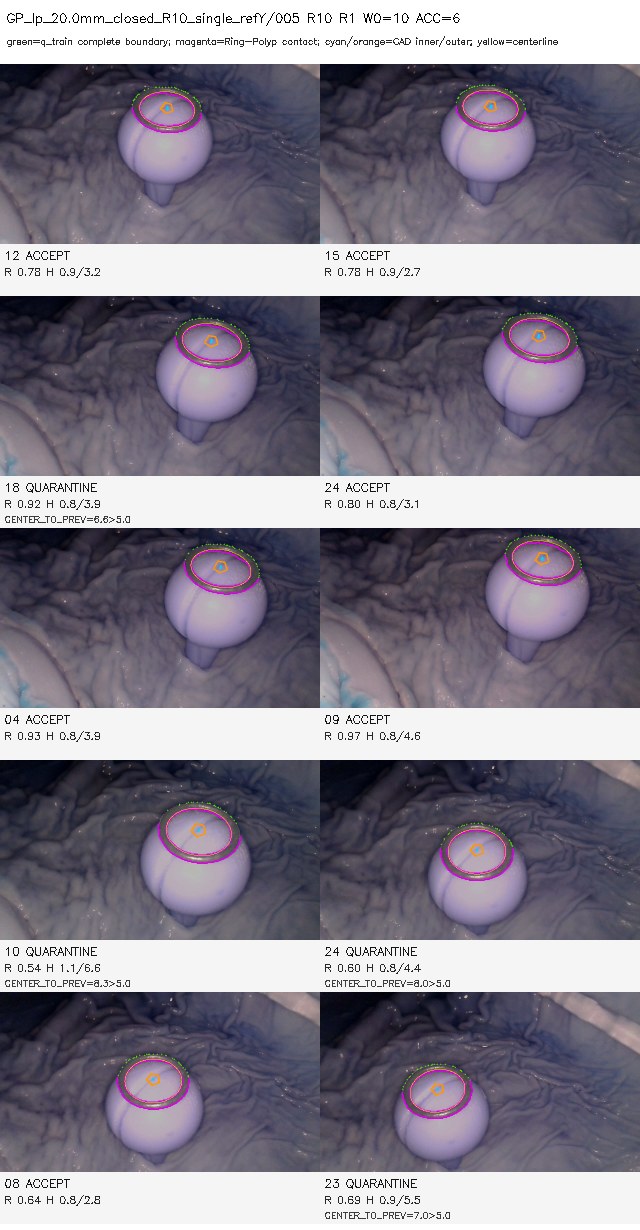 GP_lp_20.0mm_closed_R10_single_refY/005 R10 R1 W0=10 ACC=6
green=q_train complete boundary; magenta=Ring-Polyp contact; cyan/orange=CAD inner/outer; yellow=centerline
12 ACCEPT
R 0.78 H 0.9/3.2
15 ACCEPT
R 0.78 H 0.9/2.7
18 QUARANTINE
R 0.92 H 0.8/3.9
CENTER_TO_PREV=6.6>5.0
24 ACCEPT
R 0.80 H 0.8/3.1
04 ACCEPT
R 0.93 H 0.8/3.9
09 ACCEPT
R 0.97 H 0.8/4.6
10 QUARANTINE
R 0.54 H 1.1/6.6
CENTER_TO_PREV=8.3>5.0
24 QUARANTINE
R 0.60 H 0.8/4.4
CENTER_TO_PREV=8.0>5.0
08 ACCEPT
R 0.64 H 0.8/2.8
23 QUARANTINE
R 0.69 H 0.9/5.5
CENTER_TO_PREV=7.0>5.0